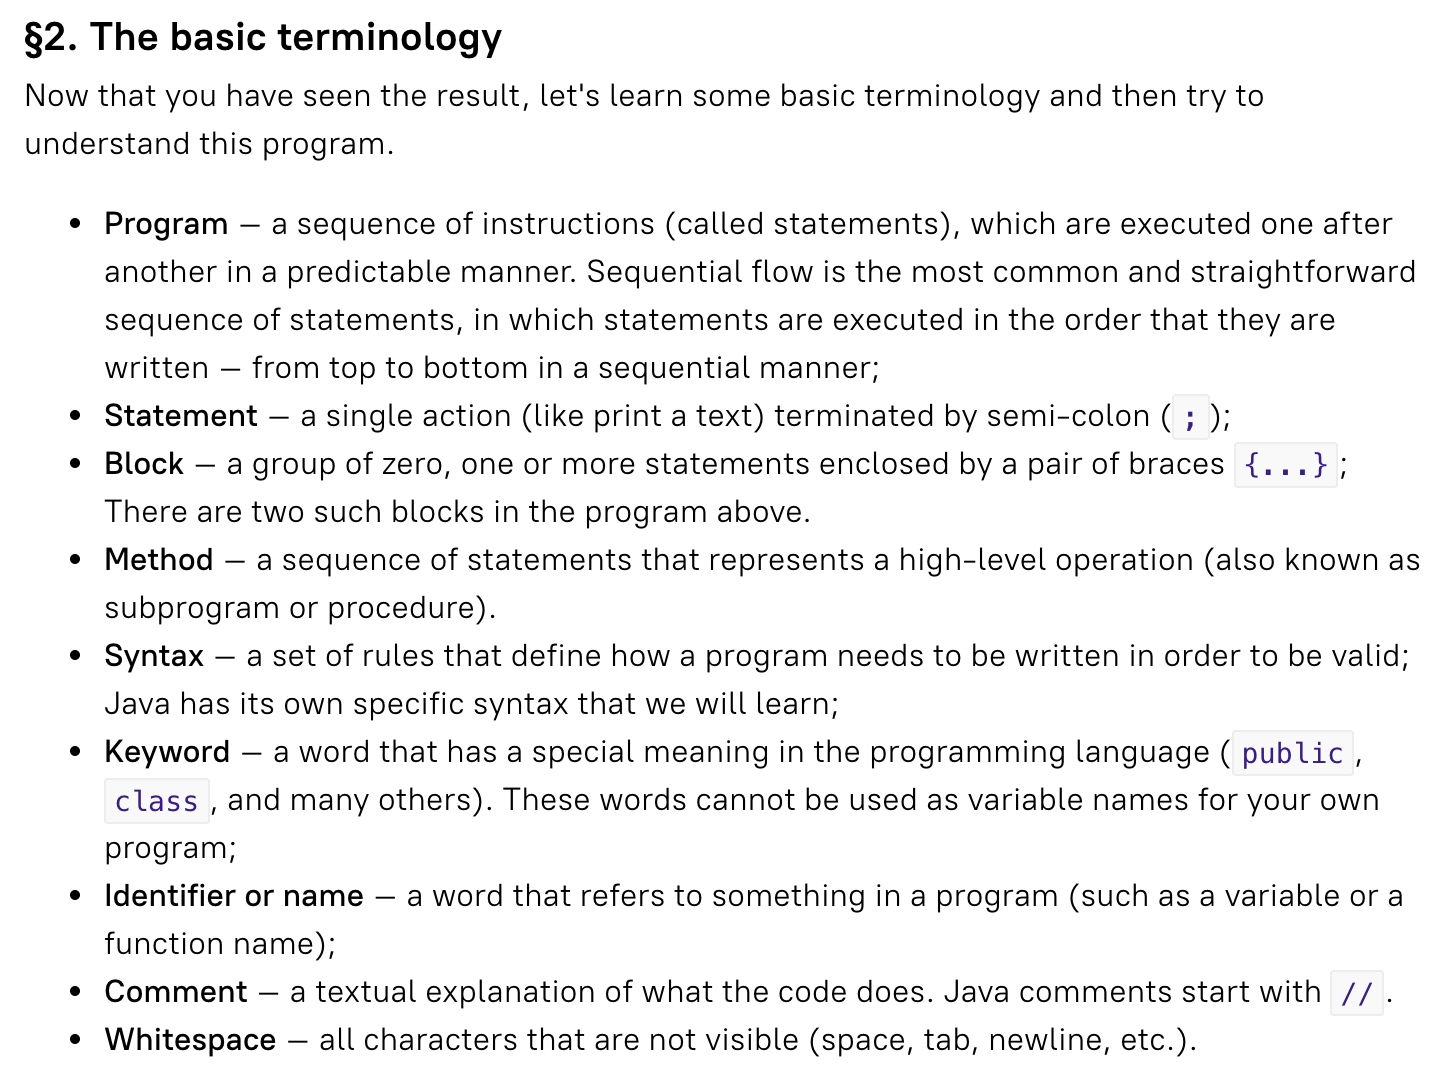 §2. The basic terminology
Now that you have seen the result, let's learn some basic terminology and then try to
understand this program.
• Program — a sequence of instructions (called statements), which are executed one after
another in a predictable manner. Sequential flow is the most common and straightforward
sequence of statements, in which statements are executed in the order that they are
written — from top to bottom in a sequential manner;
• Statement — a single action (like print a text) terminated by semi-colon ( ; );
• Block — a group of zero, one or more statements enclosed by a pair of braces {...} ;
There are two such blocks in the program above.
• Method — a sequence of statements that represents a high-level operation (also known as
subprogram or procedure).
• Syntax — a set of rules that define how a program needs to be written in order to be valid;
Java has its own specific syntax that we will learn;
• Keyword — a word that has a special meaning in the programming language ( public ,
class , and many others). These words cannot be used as variable names for your own
program;
• Identifier or name — a word that refers to something in a program (such as a variable or a
function name);
• Comment — a textual explanation of what the code does. Java comments start with // .
• Whitespace — all characters that are not visible (space, tab, newline, etc.).